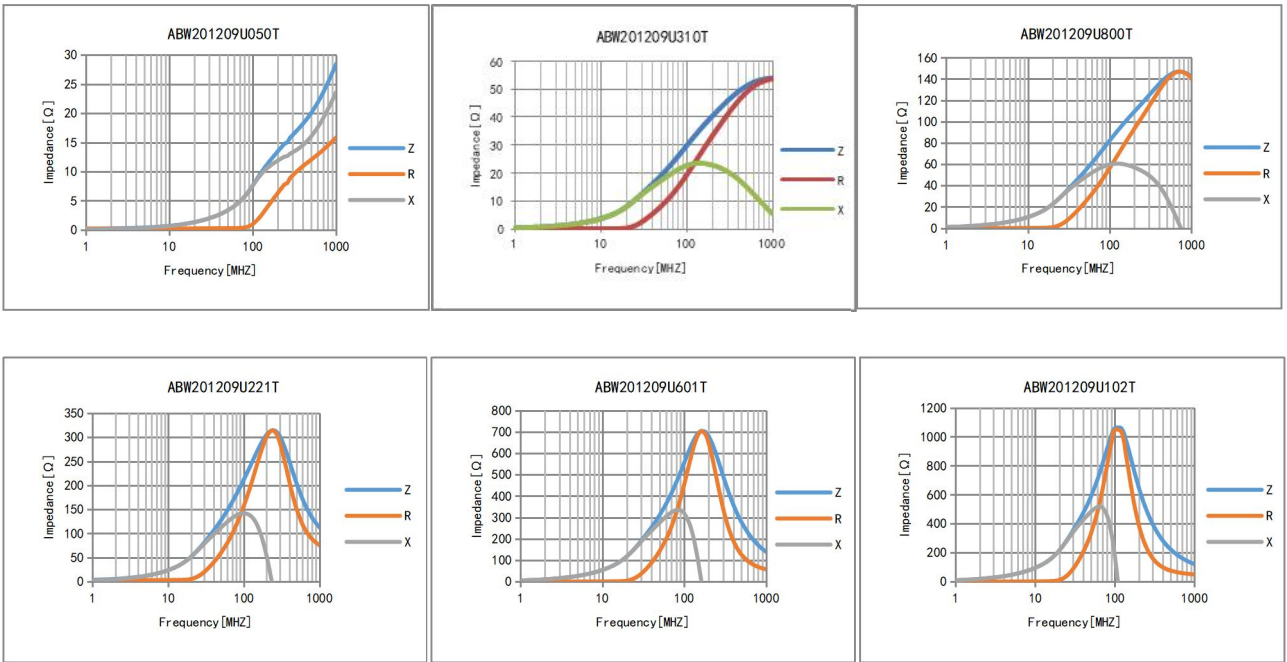 ABW201209U050T
30
25
20
15
10
5
0
Impedance[Ω]
1 10 100 1000
Frequency[MHZ]
Z
R
X
ABW201209U310T
60
50
40
30
20
10
0
Impedance[Ω]
1 10 100 1000
Frequency[MHZ]
Z
R
X
ABW201209U800T
160
140
120
100
80
60
40
20
0
Impedance[Ω]
1 10 100 1000
Frequency[MHZ]
Z
R
X
ABW201209U221T
350
300
250
200
150
100
50
0
Impedance[Ω]
1 10 100 1000
Frequency[MHZ]
Z
R
X
ABW201209U601T
800
700
600
500
400
300
200
100
0
Impedance[Ω]
1 10 100 1000
Frequency[MHZ]
Z
R
X
ABW201209U102T
1200
1000
800
600
400
200
0
Impedance[Ω]
1 10 100 1000
Frequency[MHZ]
Z
R
X